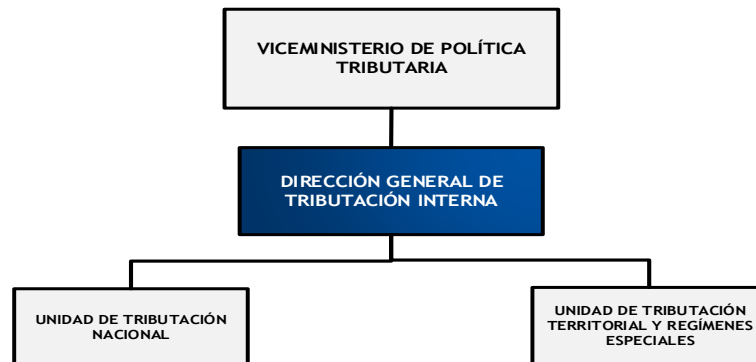 VICEMINISTERIO DE POLÍTICA
TRIBUTARIA
DIRECCIÓN GENERAL DE
TRIBUTACIÓN INTERNA
UNIDAD DE TRIBUTACIÓN
NACIONAL
UNIDAD DE TRIBUTACIÓN
TERRITORIAL Y REGÍMENES
ESPECIALES